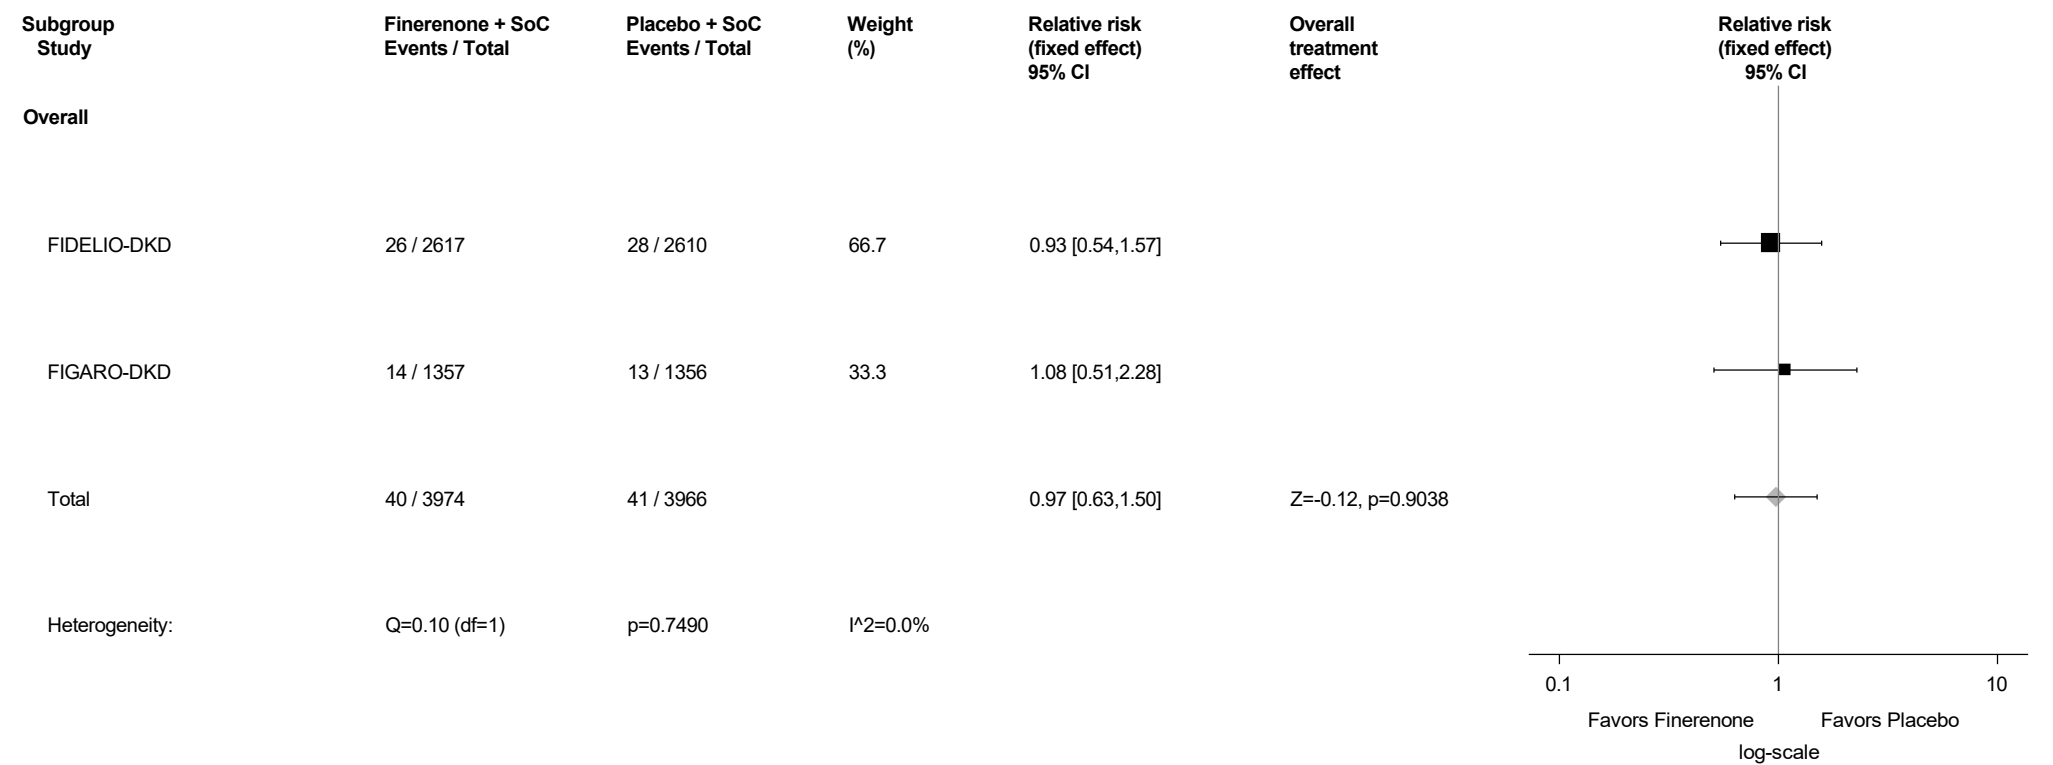 Subgroup Finerenone + SoC Placebo + SoC Weight Relative risk Overall Relative risk
Study Events / Total Events / Total (%) (fixed effect) treatment (fixed effect)
95% CI effect 95% CI
Overall
FIDELIO-DKD 26 / 2617 28 / 2610 66.7 0.93 [0.54,1.57]
FIGARO-DKD 14 / 1357 13 / 1356 33.3 1.08 [0.51,2.28]
Total 40 / 3974 41 / 3966 0.97 [0.63,1.50] Z=-0.12, p=0.9038
Heterogeneity: Q=0.10 (df=1) p=0.7490 I^2=0.0%
0.1 1 10
Favors Finerenone Favors Placebo
log-scale